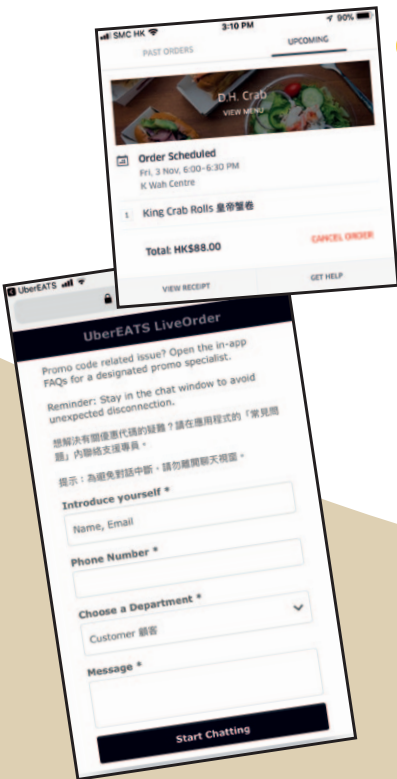 SMC HK 3:10 PM 90%
PAST ORDERS UPCOMING
D.H. Crab
VIEW MENU
Order Scheduled
Fri, 3 Nov, 6:00-6:30 PM
K Wah Centre
1 King Crab Rolls 皇帝蟹卷
Total: HK$88.00 CANCEL ORDER
VIEW RECEIPT GET HELP
UberEATS
UberEATS LiveOrder
Promo code related issue? Open the in-app
FAQs for a designated promo specialist.
Reminder: Stay in the chat window to avoid
unexpected disconnection.
想解決有關優惠代碼的疑難？請在應用程式的「常見問
題」內聯絡支援專員。
提示：為避免對話中斷，請勿離開聊天視窗。
Introduce yourself *
Name, Email
Phone Number *
Choose a Department *
Customer 顧客
Message *
Start Chatting